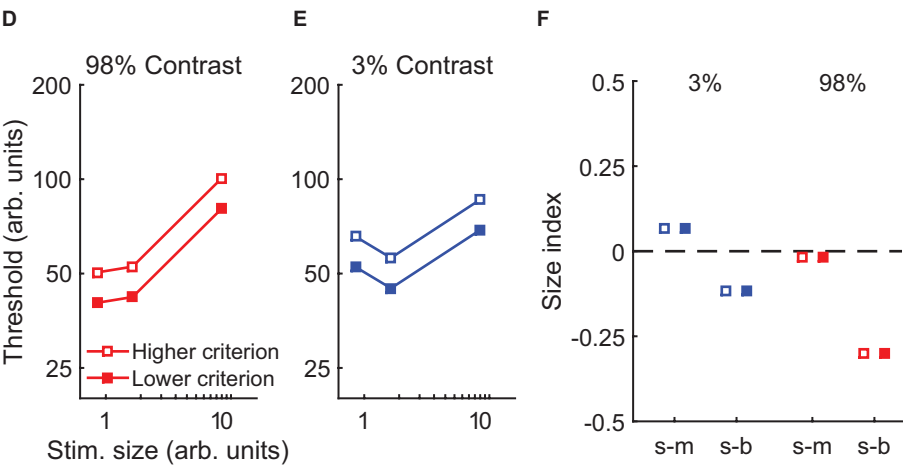 D
98% Contrast
Threshold (arb. units)
200
100
50
25
Higher criterion
Lower criterion
1
10
Stim. size (arb. units)
E
3% Contrast
200
100
50
25
1
10
F
Size index
0.5
0.25
0
-0.25
-0.5
3%
98%
s-m
s-b
s-m
s-b